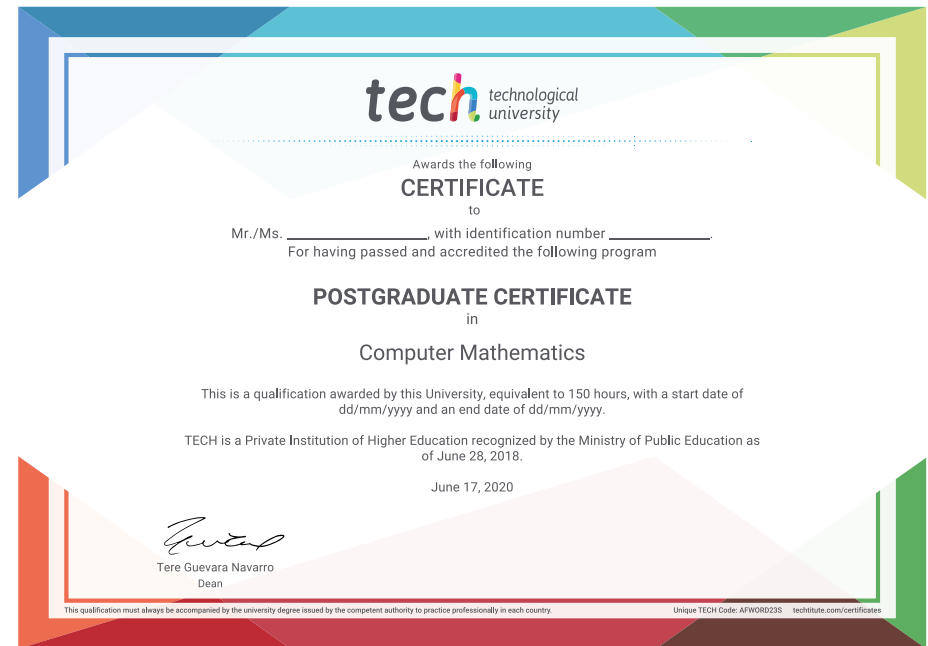 tech technological
university
Awards the following
CERTIFICATE
to
Mr./Ms. ____________________, with identification number ______________.
For having passed and accredited the following program
POSTGRADUATE CERTIFICATE
in
Computer Mathematics
This is a qualification awarded by this University, equivalent to 150 hours, with a start date of
dd/mm/yyyy and an end date of dd/mm/yyyy.
TECH is a Private Institution of Higher Education recognized by the Ministry of Public Education as
of June 28, 2018.
June 17, 2020
Tere Guevara Navarro
Dean
This qualification must always be accompanied by the university degree issued by the competent authority to practice professionally in each country. Unique TECH Code: AFWORD23S techtitute.com/certificates